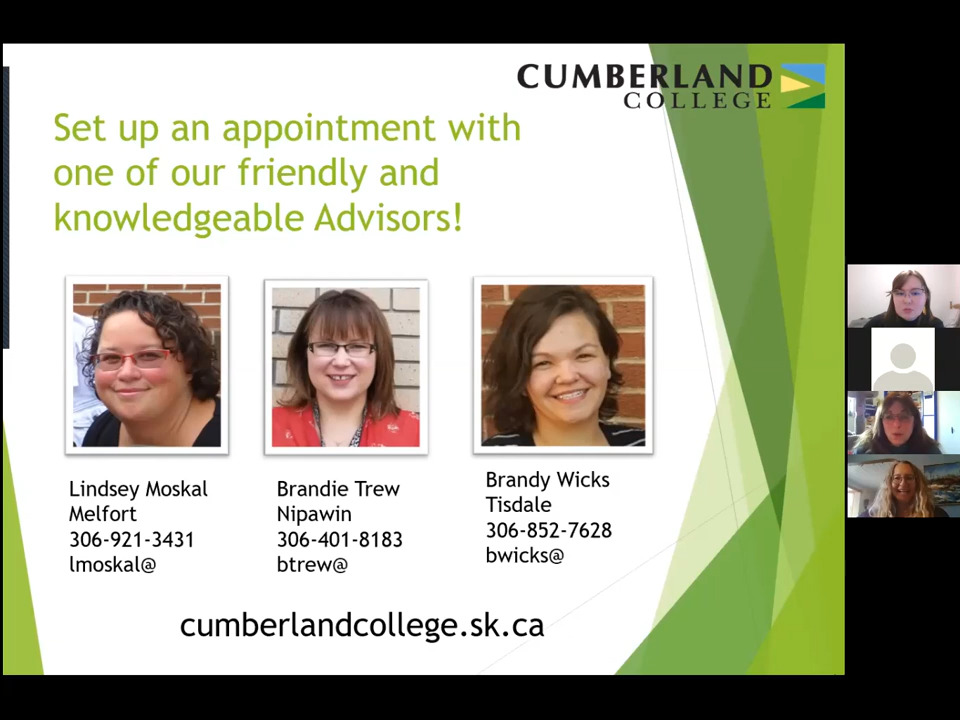 CUMBERLAND
COLLEGE
Set up an appointment with
one of our friendly and
knowledgeable Advisors!
Lindsey Moskal
Melfort
306-921-3431
lmoskal@
Brandie Trew
Nipawin
306-401-8183
btrew@
Brandy Wicks
Tisdale
306-852-7628
bwicks@
cumberlandcollege.sk.ca